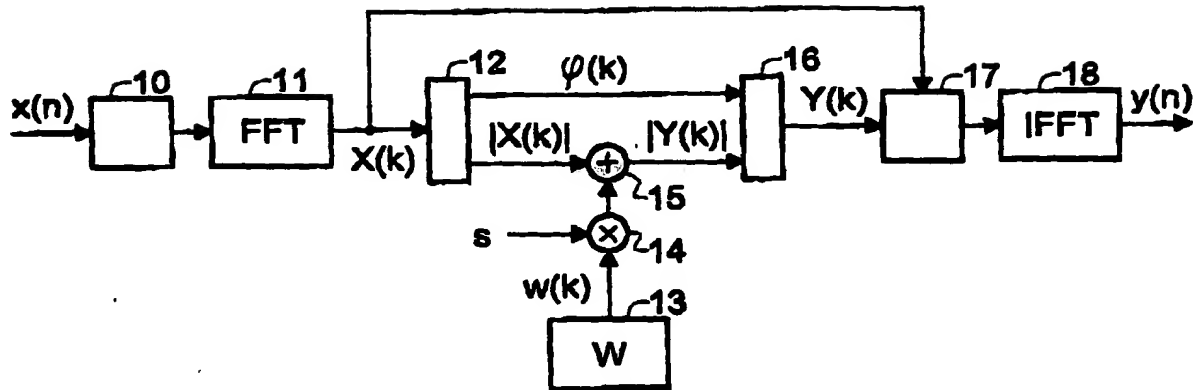 10
11
12
16
17
18
x(n)
FFT
X(k)
φ(k)
|X(k)|
+
|Y(k)|
15
Y(k)
IFFT
y(n)
s
×
14
w(k)
13
W